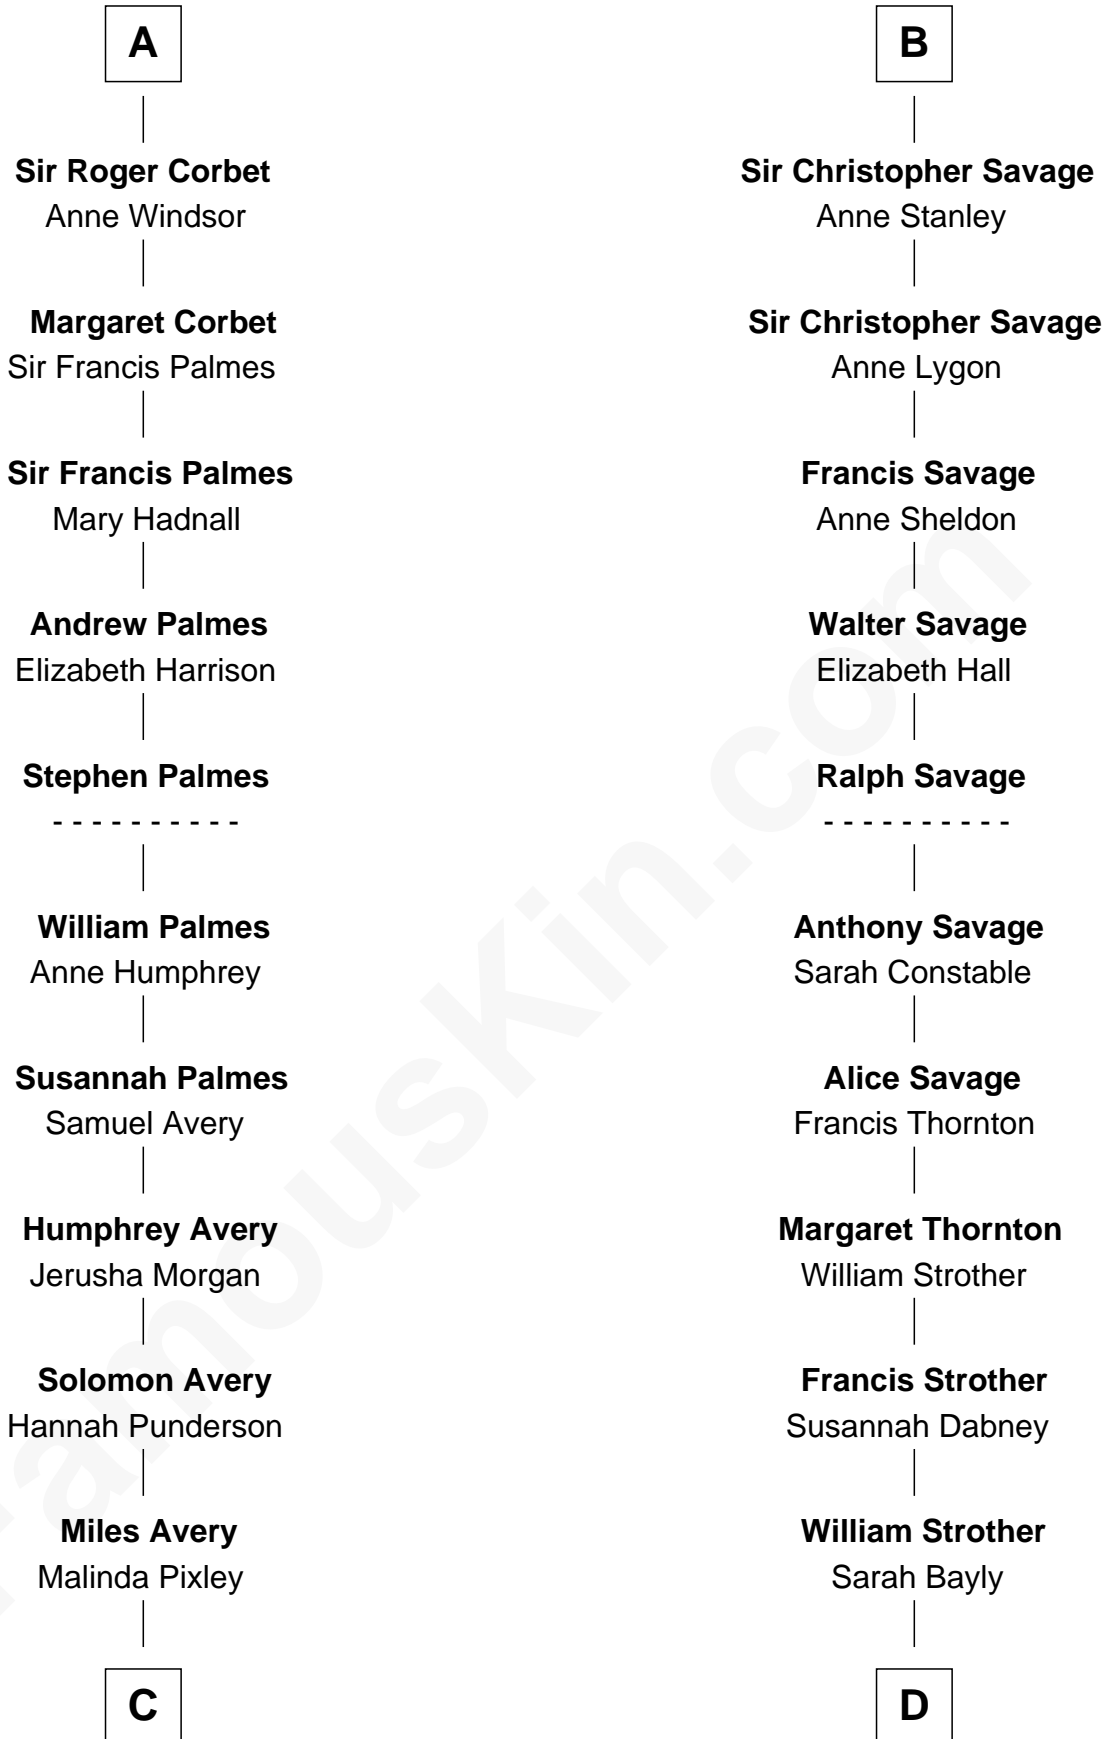 A
Sir Roger Corbet
Anne Windsor
Margaret Corbet
Sir Francis Palmes
Sir Francis Palmes
Mary Hadnall
Andrew Palmes
Elizabeth Harrison
Stephen Palmes
- - - - - - - - - -
William Palmes
Anne Humphrey
Susannah Palmes
Samuel Avery
Humphrey Avery
Jerusha Morgan
Solomon Avery
Hannah Punderson
Miles Avery
Malinda Pixley
C
B
Sir Christopher Savage
Anne Stanley
Sir Christopher Savage
Anne Lygon
Francis Savage
Anne Sheldon
Walter Savage
Elizabeth Hall
Ralph Savage
- - - - - - - - - -
Anthony Savage
Sarah Constable
Alice Savage
Francis Thornton
Margaret Thornton
William Strother
Francis Strother
Susannah Dabney
William Strother
Sarah Bayly
D
FamousKin.com